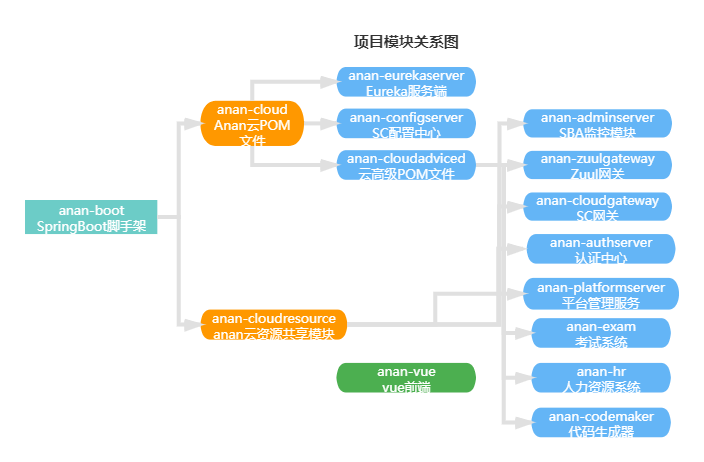 项目模块关系图
anan-boot
SpringBoot脚手架
anan-cloud
Anan云POM
文件
anan-cloudresource
anan云资源共享模块
anan-eurekaserver
Eureka服务端
anan-configserver
SC配置中心
anan-cloudadviced
云高级POM文件
anan-vue
vue前端
anan-adminserver
SBA监控模块
anan-zuulgateway
Zuul网关
anan-cloudgateway
SC网关
anan-authserver
认证中心
anan-platformserver
平台管理服务
anan-exam
考试系统
anan-hr
人力资源系统
anan-codemaker
代码生成器